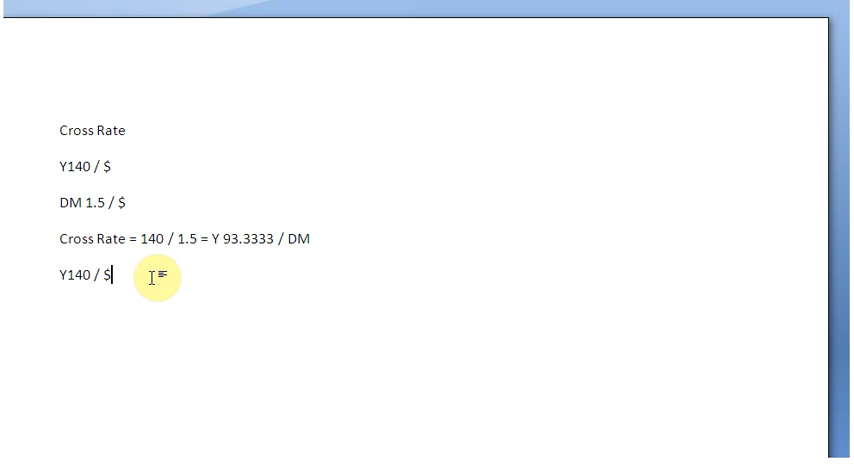 Cross Rate
Y140 / $
DM 1.5 / $
Cross Rate = 140 / 1.5 = Y 93.3333 / DM
Y140 / $